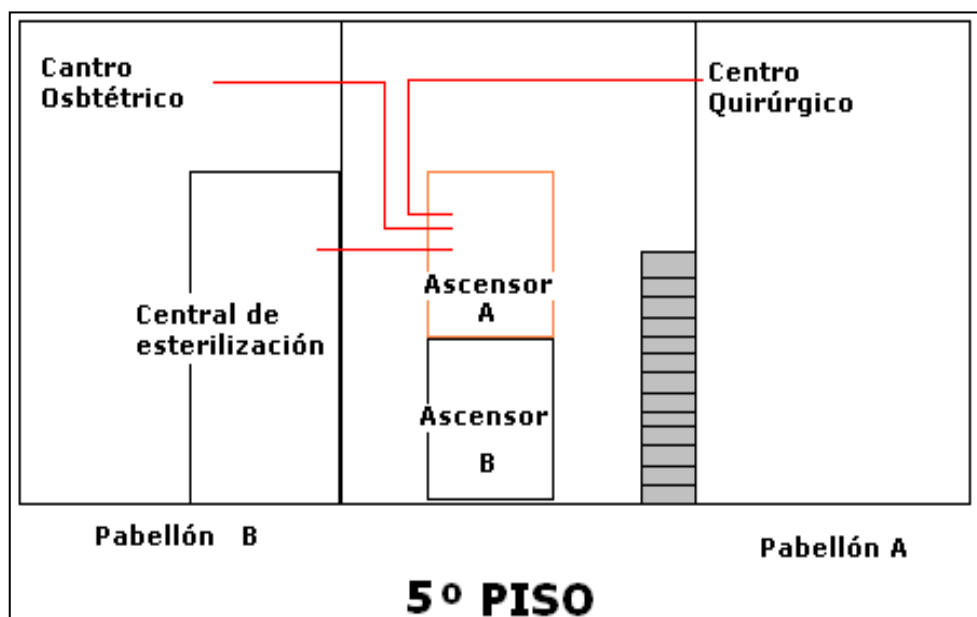 Cantro
Osbtétrico
Centro
Quirúrgico
Ascensor
A
Central de
esterilización
Ascensor
B
Pabellón B
Pabellón A
5º PISO